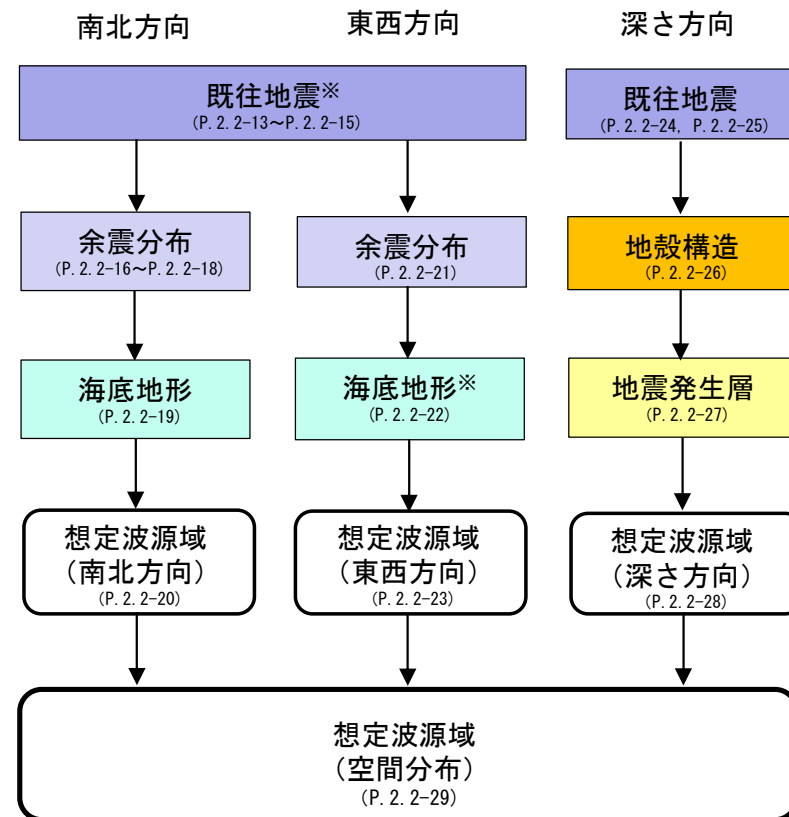 南北方向
東西方向
深さ方向
既往地震※
(P. 2. 2-13～P. 2. 2-15)
既往地震
(P. 2. 2-24, P. 2. 2-25)
余震分布
(P. 2. 2-16～P. 2. 2-18)
余震分布
(P. 2. 2-21)
地殻構造
(P. 2. 2-26)
海底地形
(P. 2. 2-19)
海底地形※
(P. 2. 2-22)
地震発生層
(P. 2. 2-27)
想定波源域
（南北方向）
(P. 2. 2-20)
想定波源域
（東西方向）
(P. 2. 2-23)
想定波源域
（深さ方向）
(P. 2. 2-28)
想定波源域
（空間分布）
(P. 2. 2-29)